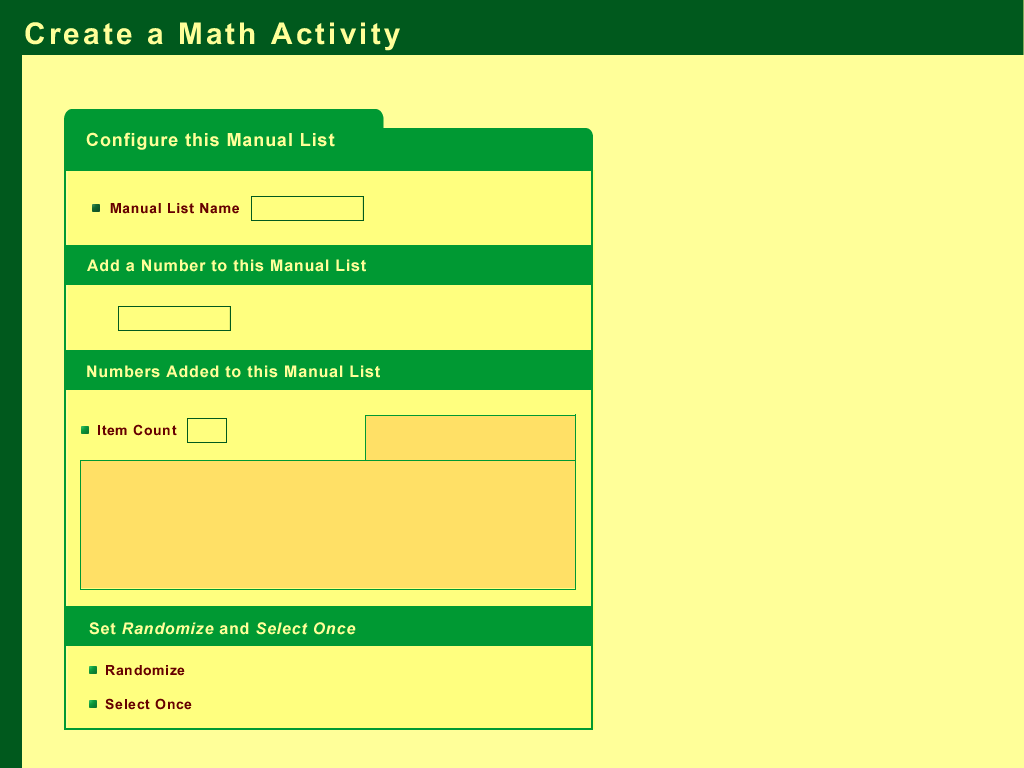 Create a Math Activity
Configure this Manual List
Manual List Name
Add a Number to this Manual List
Numbers Added to this Manual List
Item Count
Set Randomize and Select Once
Randomize
Select Once